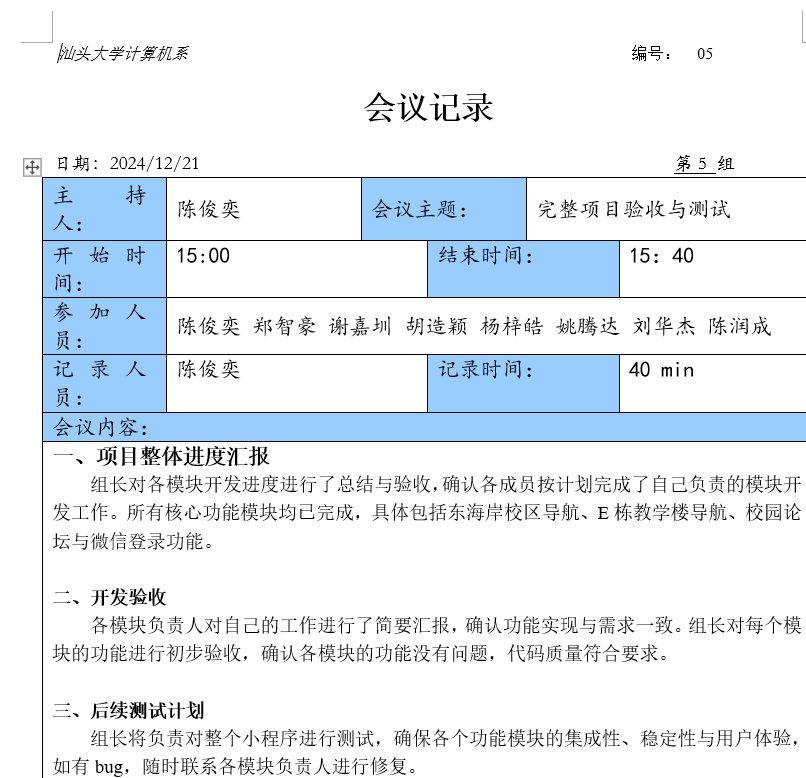 汕头大学计算机系 编号： 05
会议记录
日期: 2024/12/21 第 5 组
主 持
人: 陈俊奕 会议主题: 完整项目验收与测试
开 始 时
间: 15:00 结束时间: 15: 40
参 加 人
员: 陈俊奕 郑智豪 谢嘉圳 胡造颖 杨梓皓 姚腾达 刘华杰 陈润成
记 录 人
员: 陈俊奕 记录时间: 40 min
会议内容:
一、项目整体进度汇报
组长对各模块开发进度进行了总结与验收，确认各成员按计划完成了自己负责的模块开
发工作。所有核心功能模块均已完成，具体包括东海岸校区导航、E 栋教学楼导航、校园论
坛与微信登录功能。
二、开发验收
各模块负责人对自己的工作进行了简要汇报，确认功能实现与需求一致。组长对每个模
块的功能进行初步验收，确认各模块的功能没有问题，代码质量符合要求。
三、后续测试计划
组长将负责对整个小程序进行测试，确保各个功能模块的集成性、稳定性与用户体验，
如有 bug，随时联系各模块负责人进行修复。